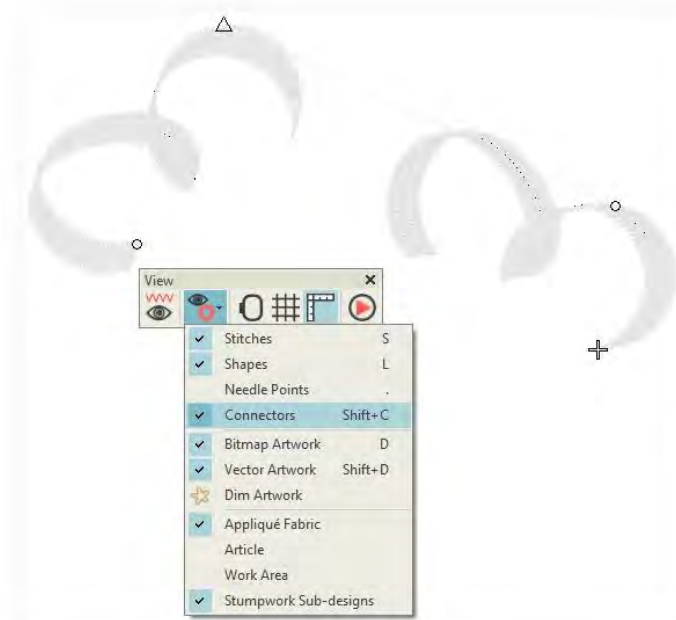 View
Stitches S
Shapes L
Needle Points .
Connectors Shift+C
Bitmap Artwork D
Vector Artwork Shift+D
Dim Artwork
Appliqué Fabric
Article
Work Area
Stumpwork Sub-designs